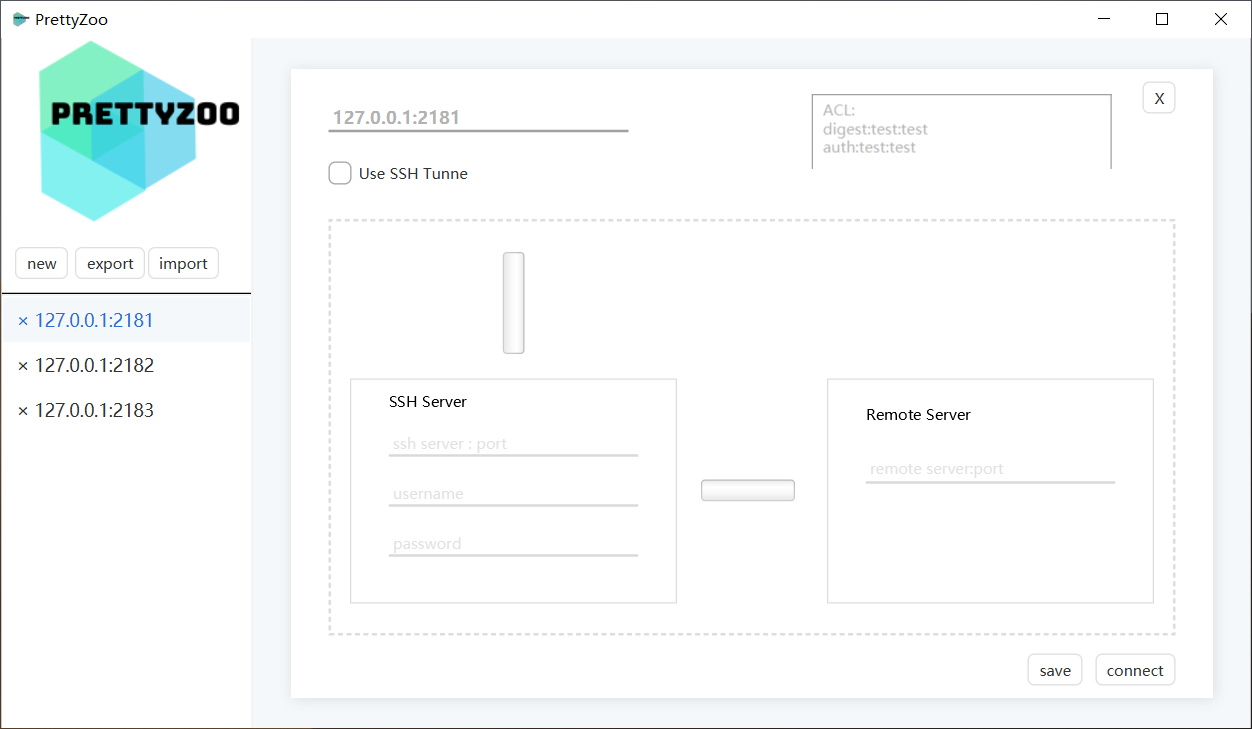 PrettyZoo
PRETTYZOO
new
export
import
× 127.0.0.1:2181
× 127.0.0.1:2182
× 127.0.0.1:2183
127.0.0.1:2181
ACL:
digest:test:test
auth:test:test
X
Use SSH Tunne
SSH Server
ssh server : port
username
password
Remote Server
remote server:port
save
connect